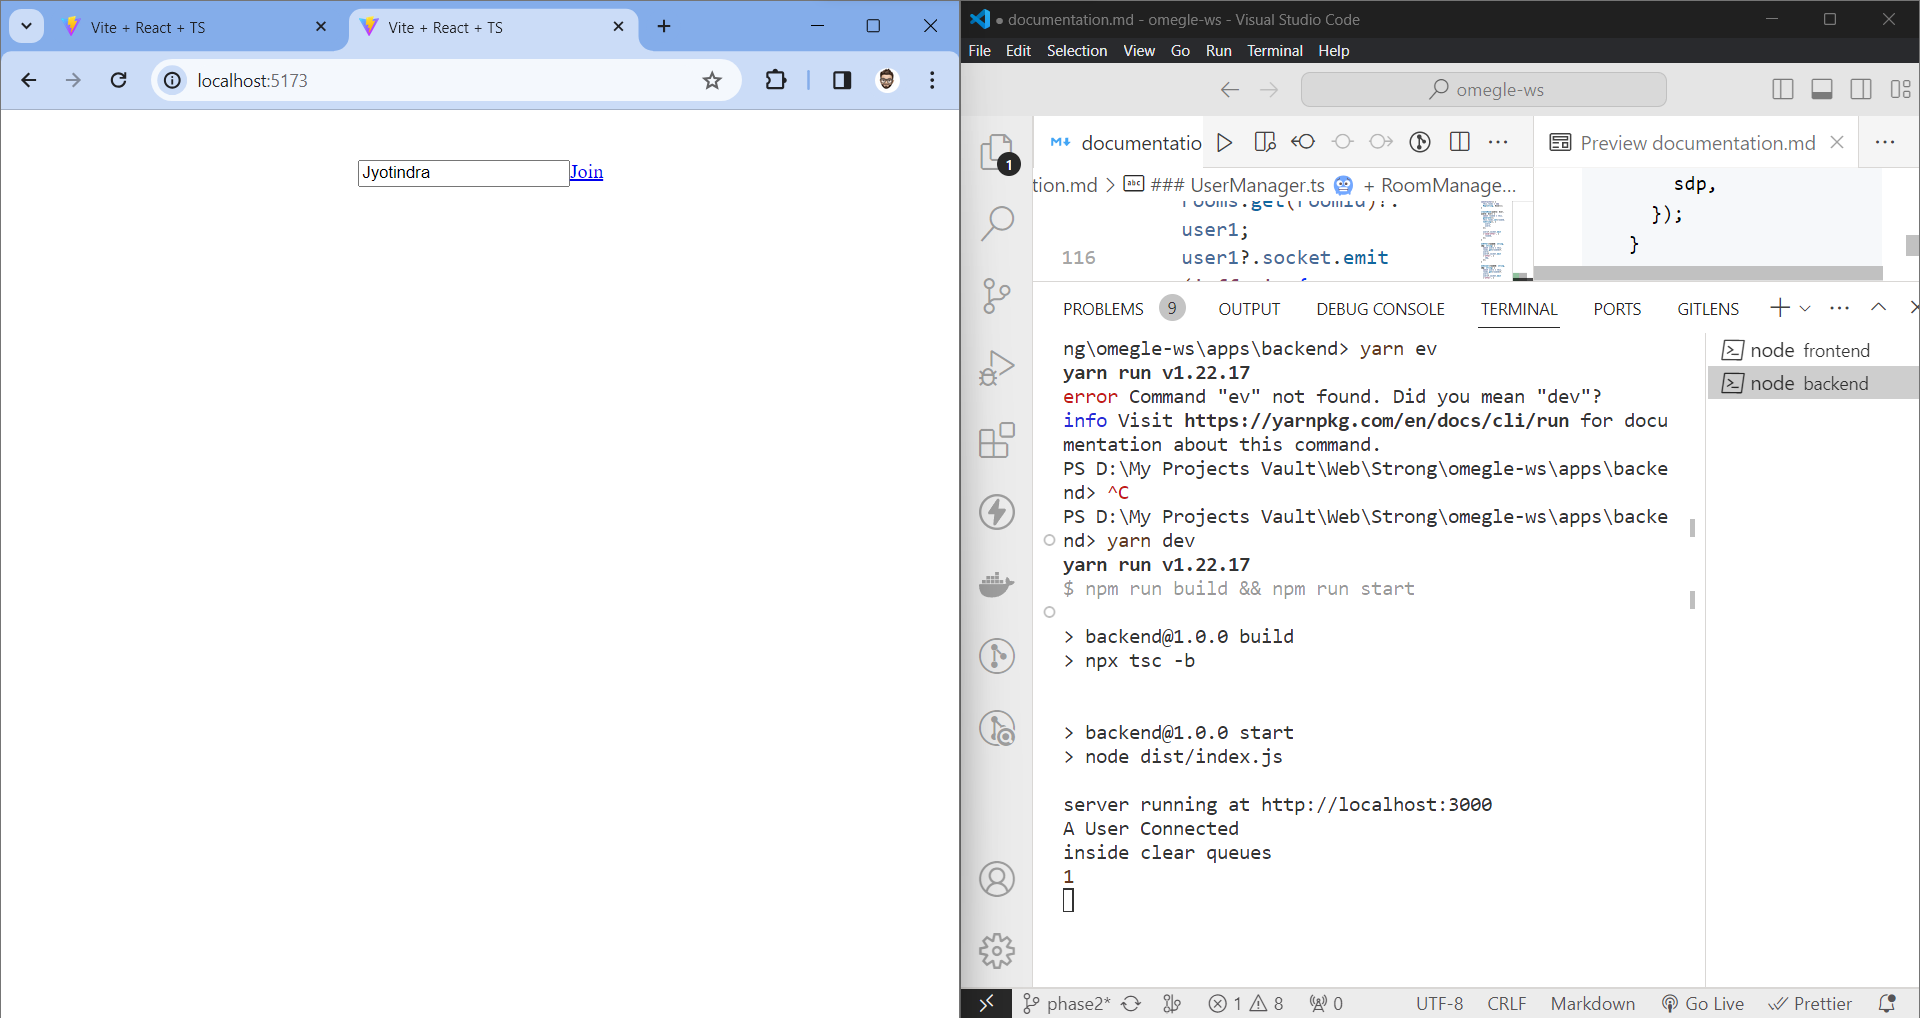 Vite + React + TS
Vite + React + TS
localhost:5173
Jyotindra Join
documentation.md - omegle-ws - Visual Studio Code
File Edit Selection View Go Run Terminal Help
omegle-ws
1
documentatio
Preview documentation.md
tion.md > ### UserManager.ts + RoomManage...
rooms.get(roomId)?.
user1;
116 user1?.socket.emit
sdp,
});
}
PROBLEMS 9 OUTPUT DEBUG CONSOLE TERMINAL PORTS GITLENS
ng\omegle-ws\apps\backend> yarn ev
yarn run v1.22.17
error Command "ev" not found. Did you mean "dev"?
info Visit https://yarnpkg.com/en/docs/cli/run for docu
mentation about this command.
PS D:\My Projects Vault\Web\Strong\omegle-ws\apps\backe
nd> ^C
PS D:\My Projects Vault\Web\Strong\omegle-ws\apps\backe
nd> yarn dev
yarn run v1.22.17
$ npm run build && npm run start
> backend@1.0.0 build
> npx tsc -b
> backend@1.0.0 start
> node dist/index.js
server running at http://localhost:3000
A User Connected
inside clear queues
1
node frontend
node backend
phase2* 1 8 0 UTF-8 CRLF Markdown Go Live Prettier